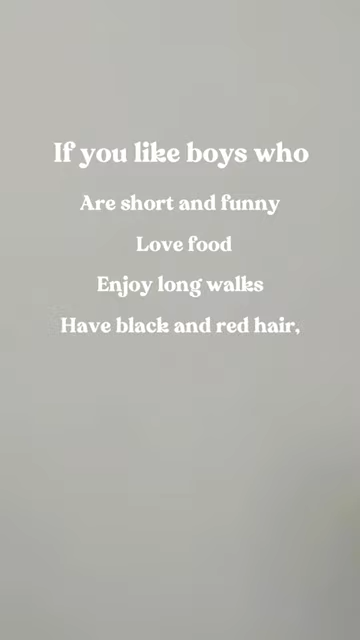 If you like boys who
Are short and funny
Love food
Enjoy long walks
Have black and red hair,